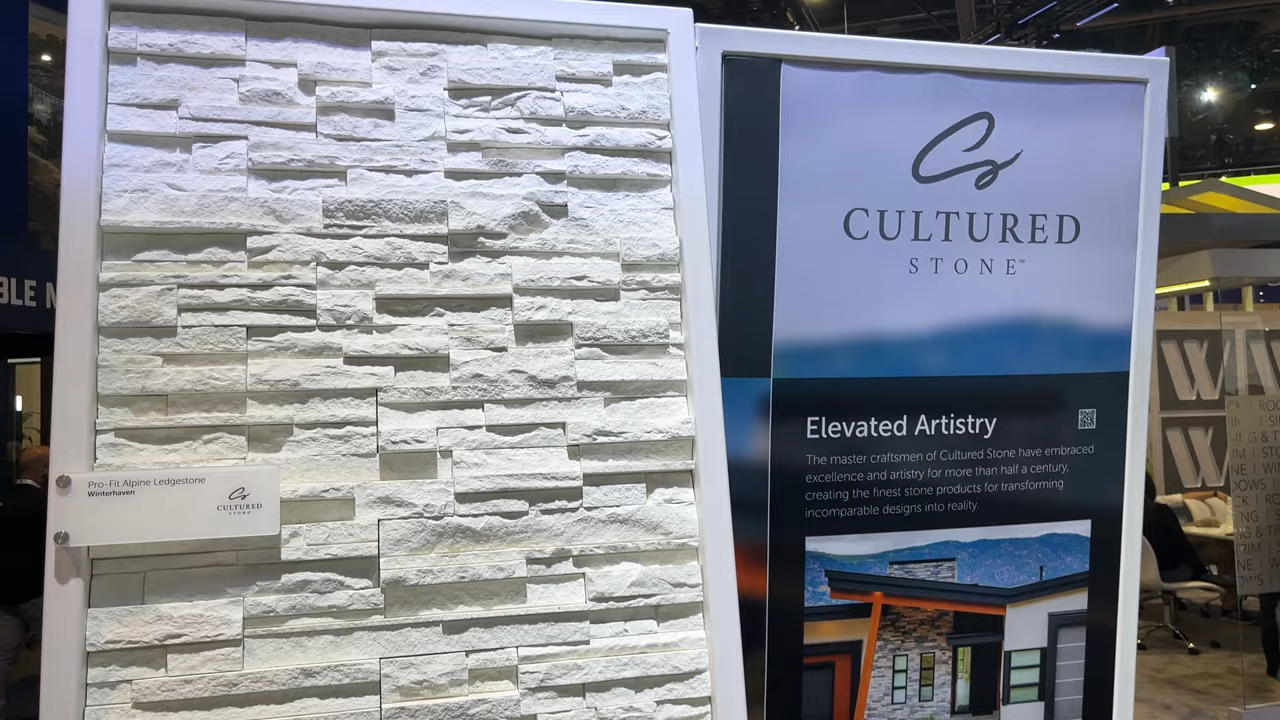 BLE N
Pro-Fit Alpine Ledgestone
Winterhaven
CULTURED
STONE
CULTURED
STONE™
Elevated Artistry
The master craftsmen of Cultured Stone have embraced
excellence and artistry for more than half a century,
creating the finest stone products for transforming
incomparable designs into reality.
W
W